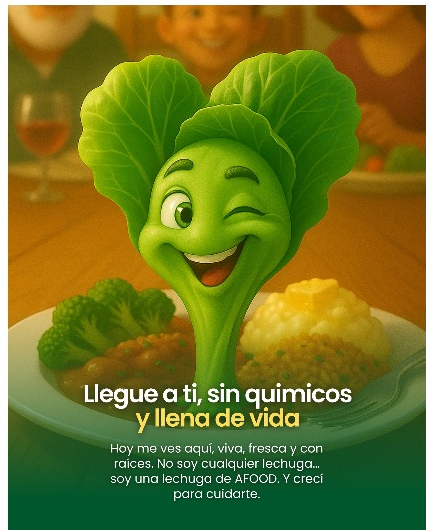 Llegue a ti, sin quimicos
y llena de vida
Hoy me ves aquí, viva, fresca y con
raíces. No soy cualquier lechuga...
soy una lechuga de AFOOD. Y crecí
para cuidarte.